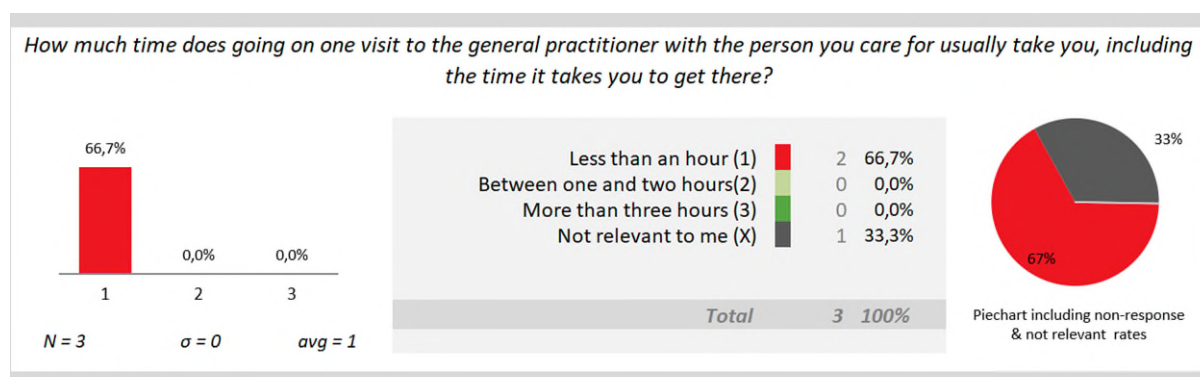 How much time does going on one visit to the general practitioner with the person you care for usually take you, including
the time it takes you to get there?
66,7%
0,0%
0,0%
1
2
3
N = 3
σ = 0
avg = 1
Less than an hour (1) 2 66,7%
Between one and two hours(2) 0 0,0%
More than three hours (3) 0 0,0%
Not relevant to me (X) 1 33,3%
Total 3 100%
33%
67%
Piechart including non-response
& not relevant rates